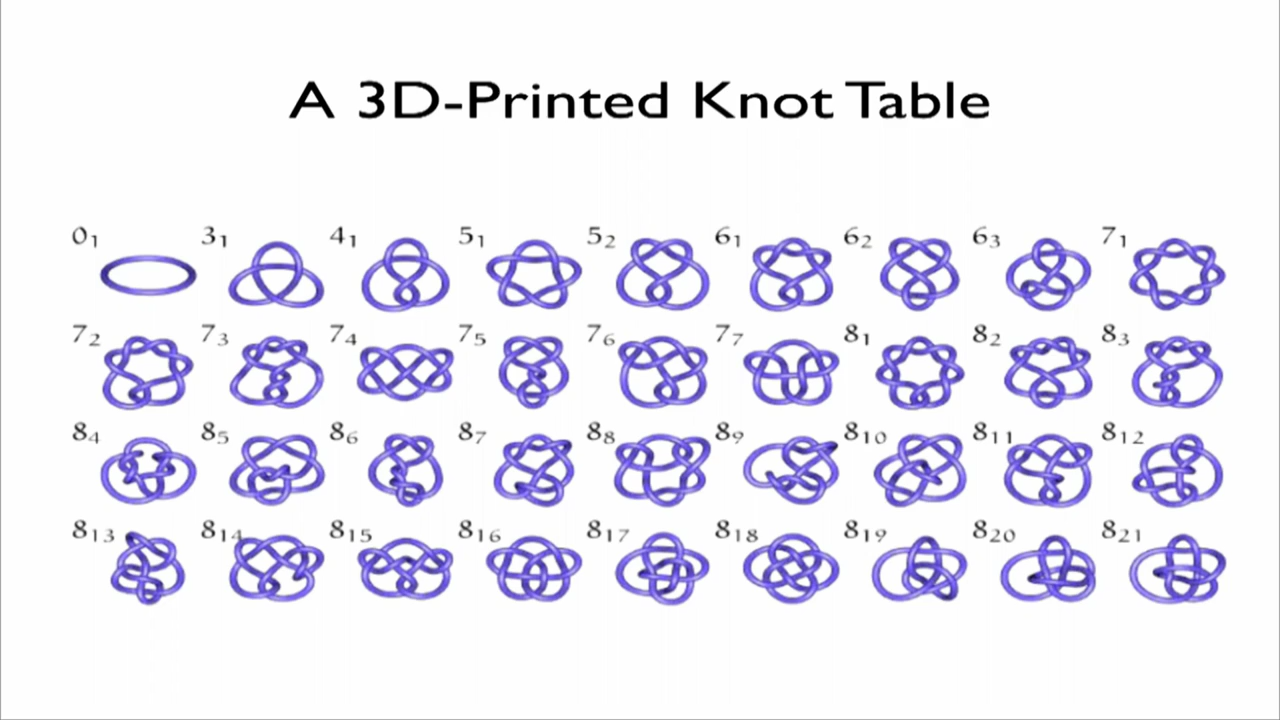 A 3D-Printed Knot Table
0₁ 3₁ 4₁ 5₁ 5₂ 6₁ 6₂ 6₃ 7₁
7₂ 7₃ 7₄ 7₅ 7₆ 7₇ 8₁ 8₂ 8₃
8₄ 8₅ 8₆ 8₇ 8₈ 8₉ 8₁₀ 8₁₁ 8₁₂
8₁₃ 8₁₄ 8₁₅ 8₁₆ 8₁₇ 8₁₈ 8₁₉ 8₂₀ 8₂₁